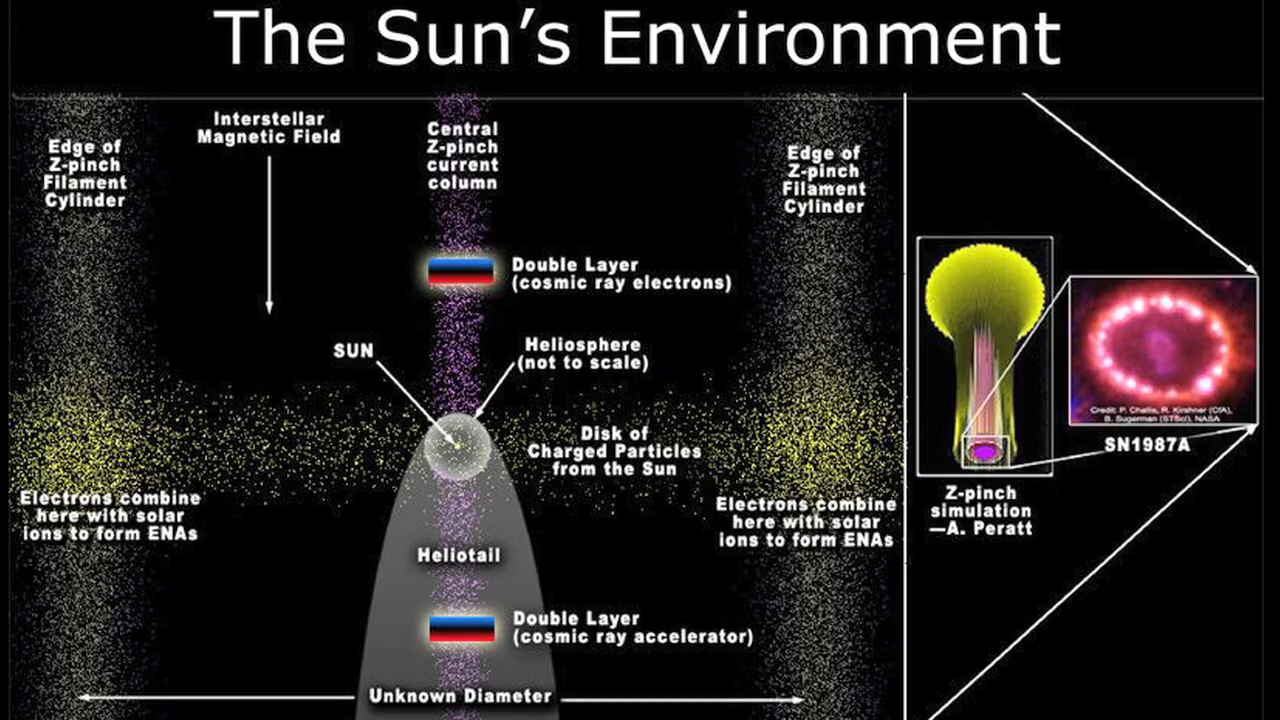 The Sun's Environment
Interstellar
Magnetic Field
Edge of
Z-pinch
Filament
Cylinder
Central
Z-pinch
current
column
Edge of
Z-pinch
Filament
Cylinder
Double Layer
(cosmic ray electrons)
SUN
Heliosphere
(not to scale)
Disk of
Charged Particles
from the Sun
Electrons combine
here with solar
ions to form ENAs
Electrons combine
here with solar
ions to form ENAs
Heliotail
Double Layer
(cosmic ray accelerator)
Unknown Diameter
Credit: P. Challis, R. Kirshner (CfA),
B. Sugerman (STScI), NASA
SN1987A
Z-pinch
simulation
—A. Peratt